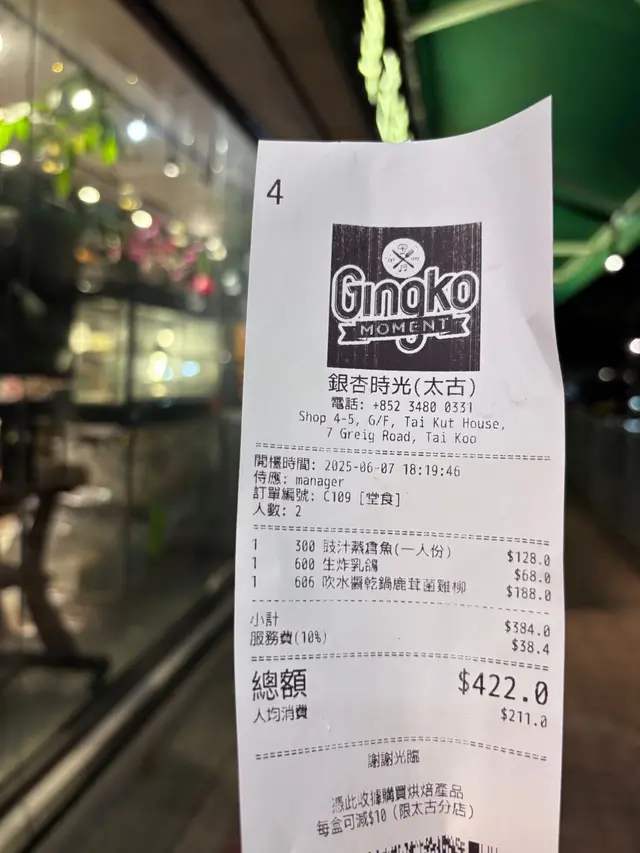 4
Gingko
MOMENT
銀杏時光(太古)
電話: +852 3480 0331
Shop 4-5, G/F, Tai Kut House,
7 Greig Road, Tai Koo
開檯時間: 2025-06-07 18:19:46
侍應: manager
訂單編號: C109 [堂食]
人數: 2
1 300 豉汁蒸倉魚(一人份) $128.0
1 600 生炸乳鴿 $68.0
1 606 吹水醬乾鍋鹿茸菌雞柳 $188.0
小計 $384.0
服務費(10%) $38.4
總額 $422.0
人均消費 $211.0
謝謝光臨
憑此收據購買烘焙產品
每盒可減$10 (限太古分店)